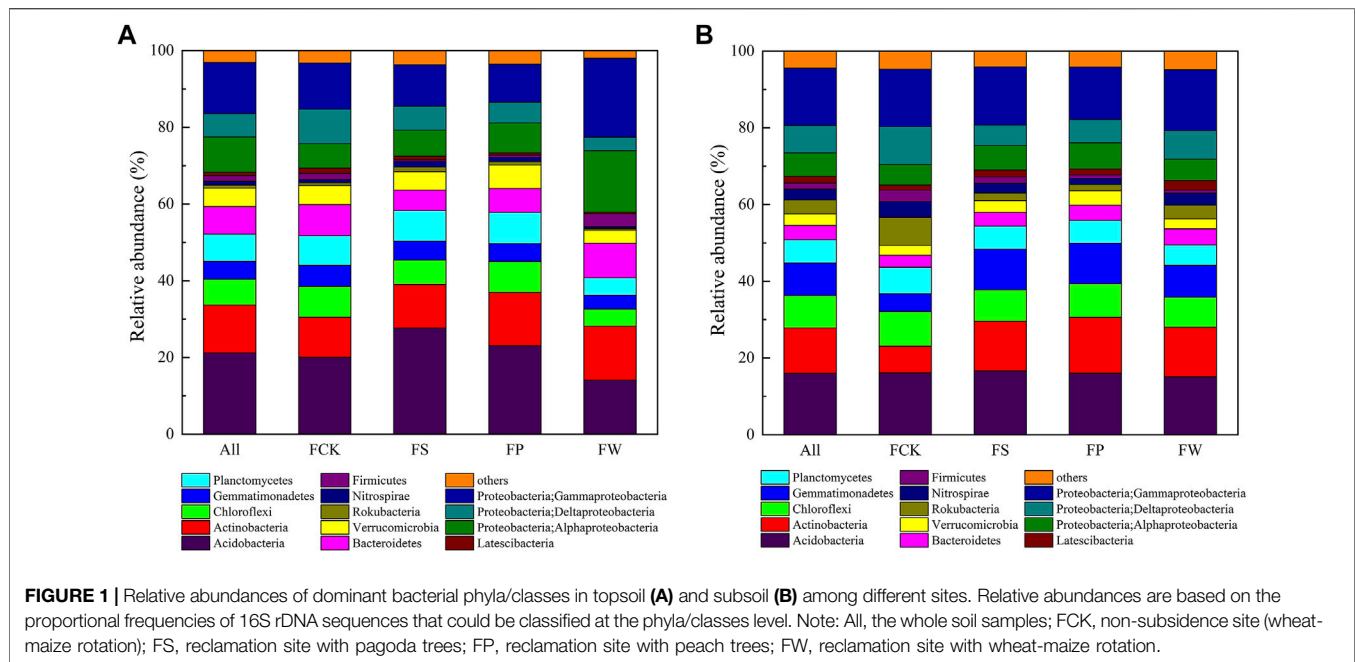 A
B
100
80
60
40
20
0
Relative abundance (%)
All FCK FS FP FW
Planctomycetes Firmicutes others
Gemmatimonadetes Nitrospirae Proteobacteria;Gammaproteobacteria
Chloroflexi Rokubacteria Proteobacteria;Deltaproteobacteria
Actinobacteria Verrucomicrobia Proteobacteria;Alphaproteobacteria
Acidobacteria Bacteroidetes Latescibacteria
100
80
60
40
20
0
Relative abundance (%)
All FCK FS FP FW
Planctomycetes Firmicutes others
Gemmatimonadetes Nitrospirae Proteobacteria;Gammaproteobacteria
Chloroflexi Rokubacteria Proteobacteria;Deltaproteobacteria
Actinobacteria Verrucomicrobia Proteobacteria;Alphaproteobacteria
Acidobacteria Bacteroidetes Latescibacteria
FIGURE 1 | Relative abundances of dominant bacterial phyla/classes in topsoil (A) and subsoil (B) among different sites. Relative abundances are based on the
proportional frequencies of 16S rDNA sequences that could be classified at the phyla/classes level. Note: All, the whole soil samples; FCK, non-subsidence site (wheat-
maize rotation); FS, reclamation site with pagoda trees; FP, reclamation site with peach trees; FW, reclamation site with wheat-maize rotation.